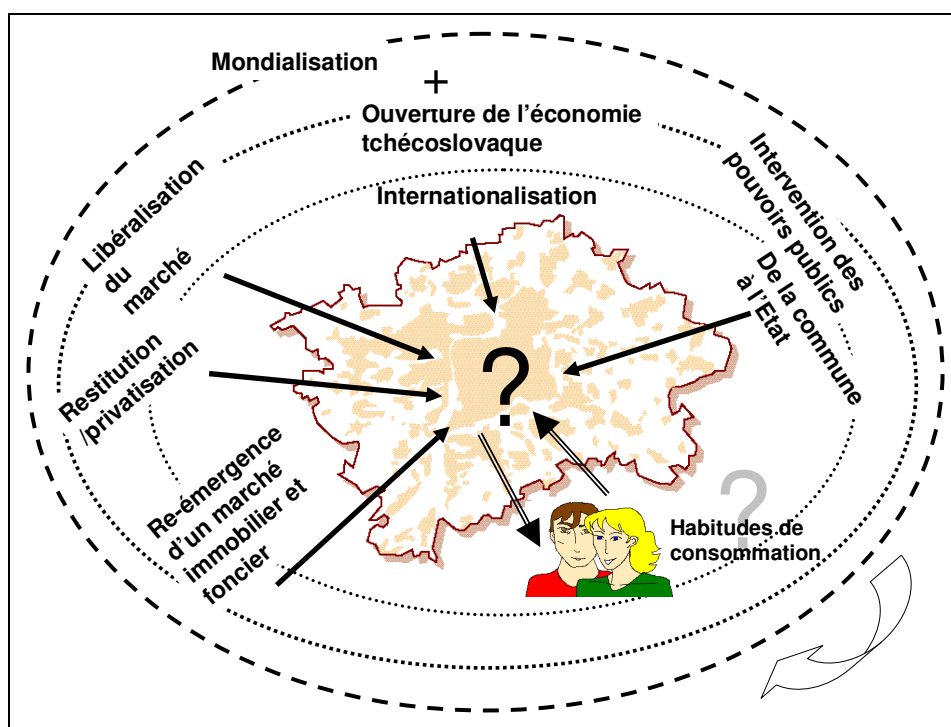 Mondialisation
+
Ouverture de l’économie
tchécoslovaque
Internationalisation
Libéralisation
du
marché
Intervention des
pouvoirs publics
De la commune
à l’Etat
Restitution
/privatisation
?
Re-émergence
d’un marché
immobilier et
foncier
?
Habitudes de
consommation